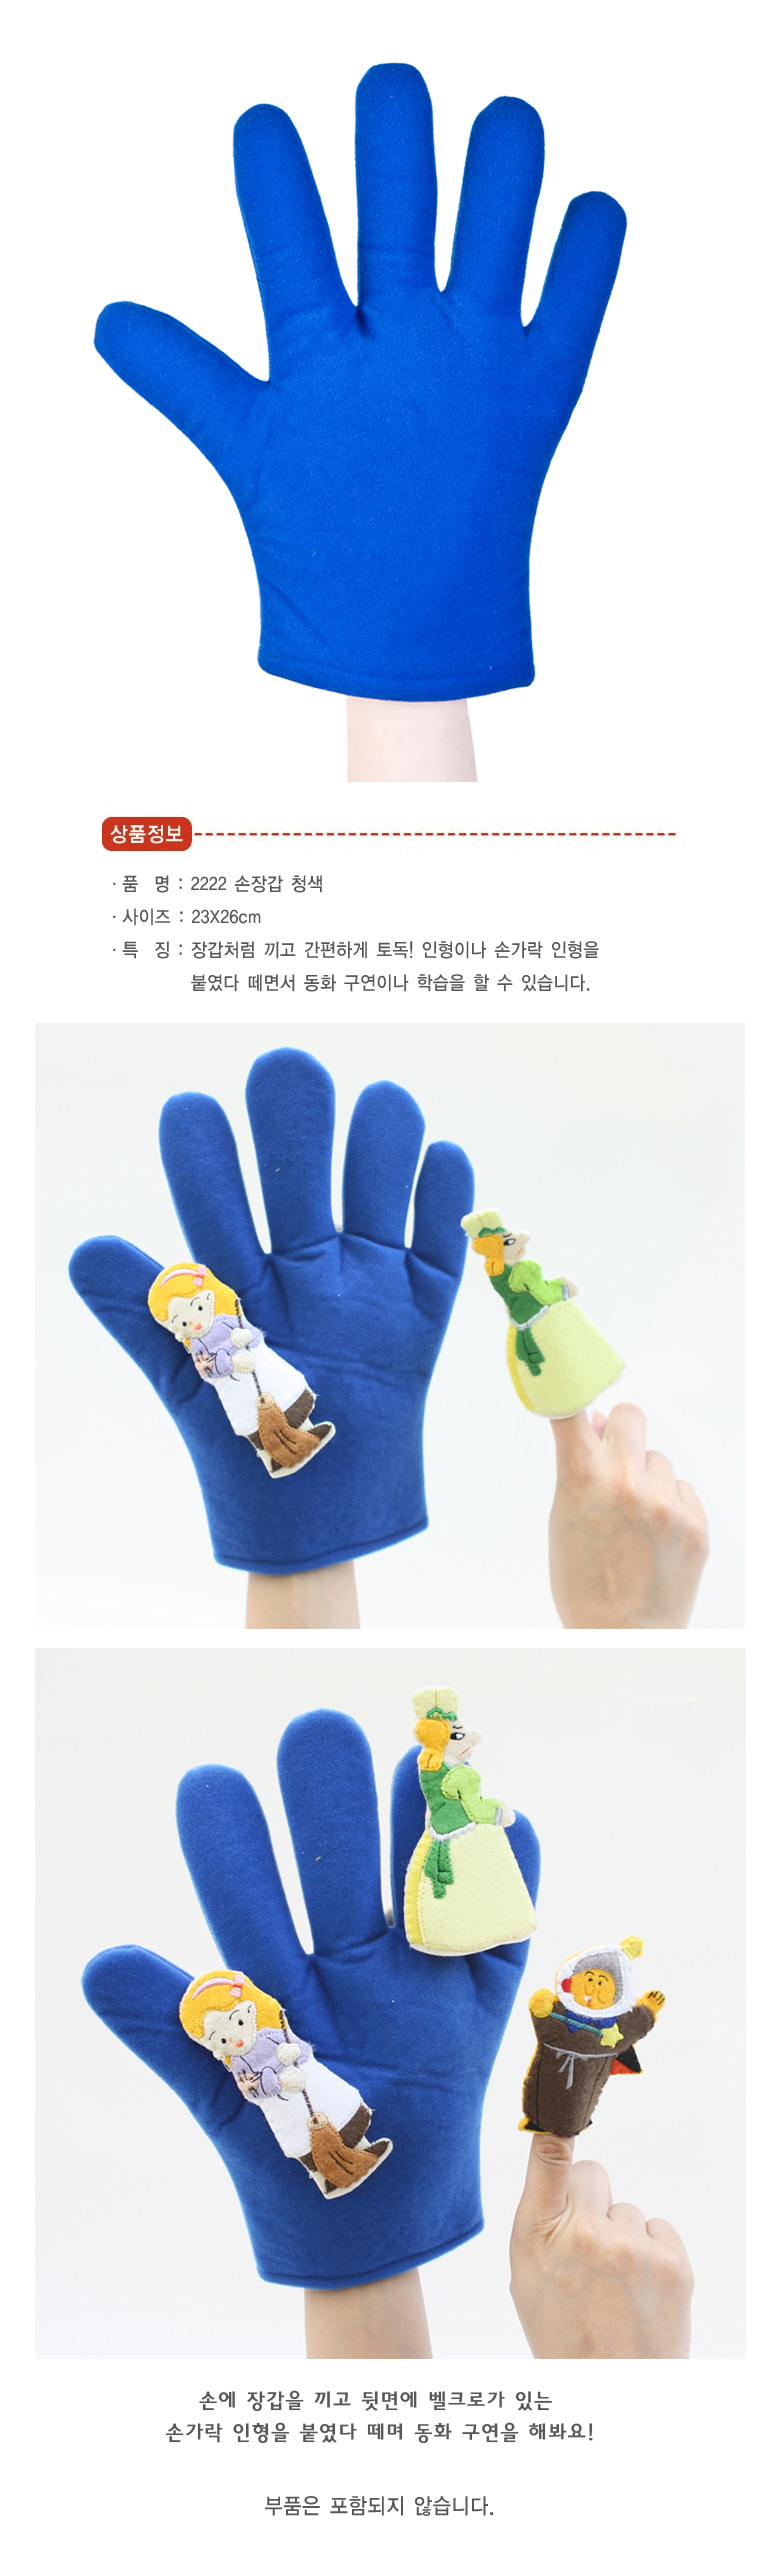 상품정보
· 품 명 : 2222 손장갑 청색
· 사이즈 : 23X26cm
· 특 징 : 장갑처럼 끼고 간편하게 토독! 인형이나 손가락 인형을
붙였다 떼면서 동화 구연이나 학습을 할 수 있습니다.
손에 장갑을 끼고 뒷면에 벨크로가 있는
손가락 인형을 붙였다 떼며 동화 구연을 해봐요!
부품은 포함되지 않습니다.